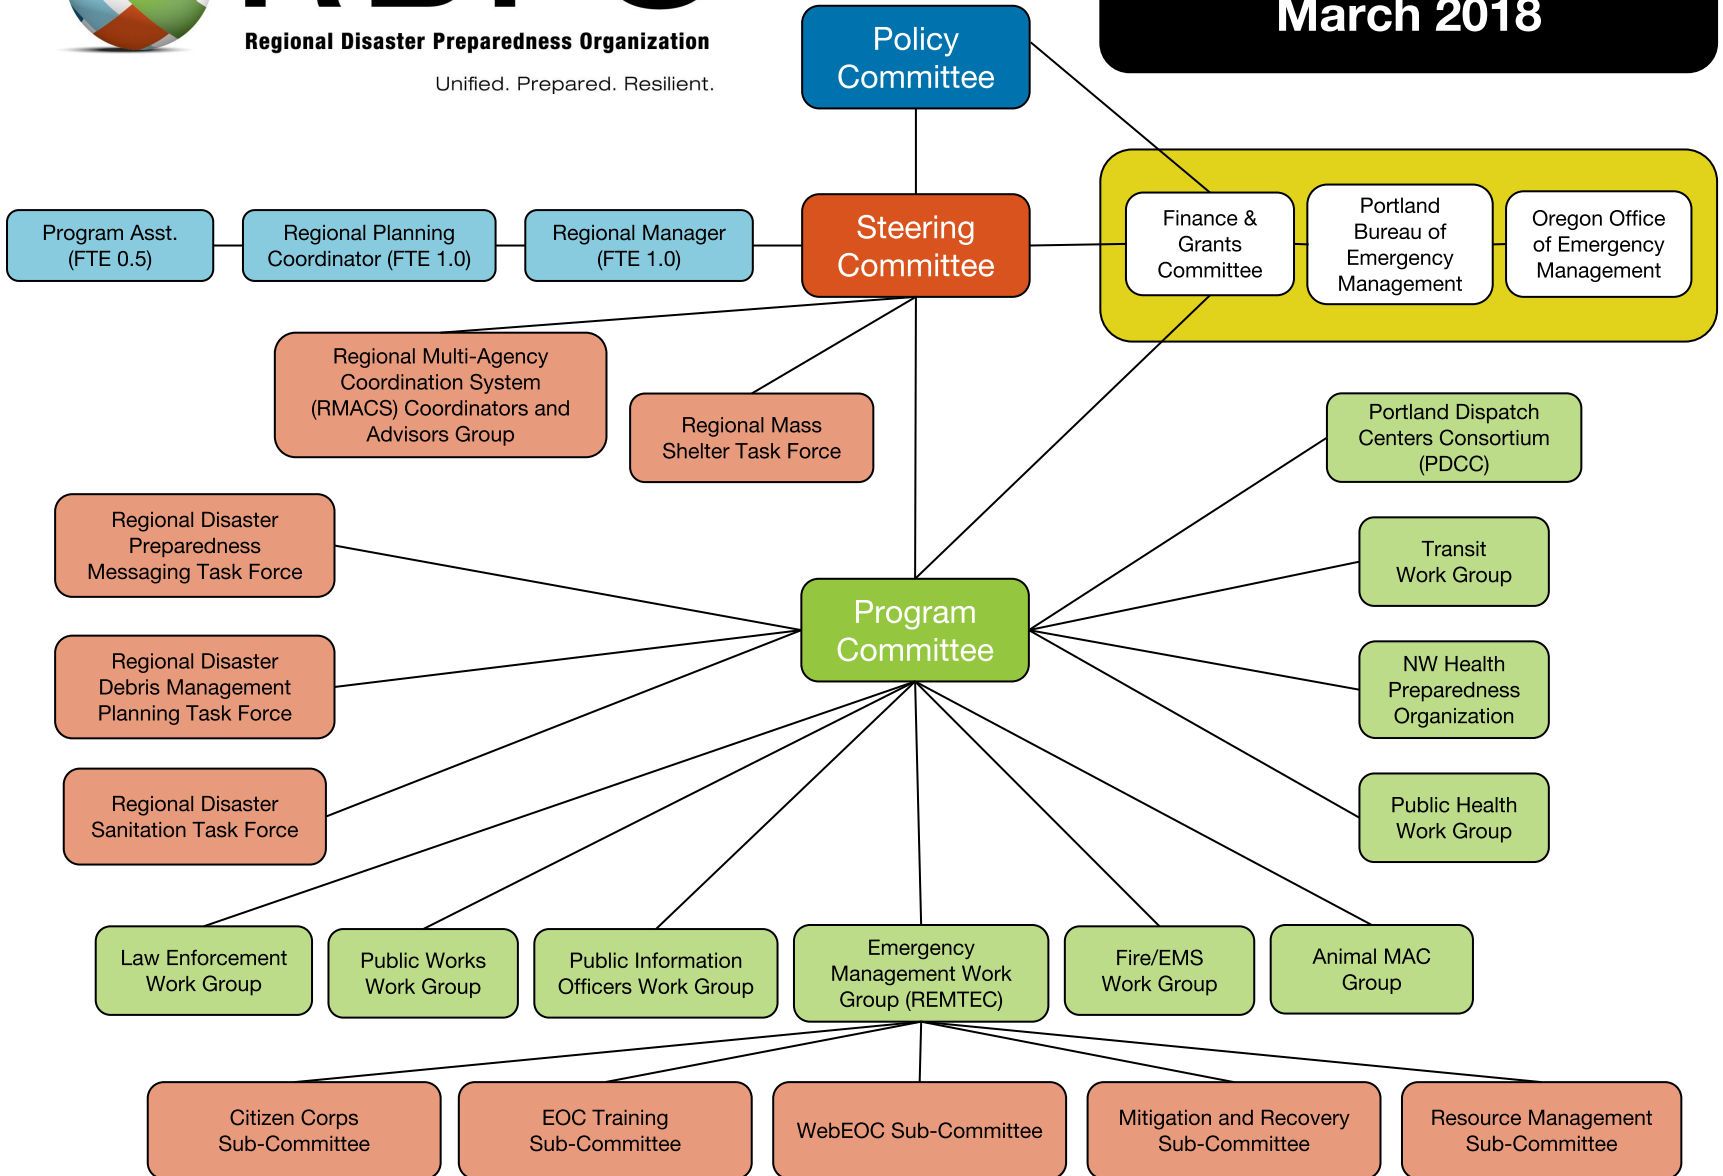 Regional Disaster Preparedness Organization
Unified. Prepared. Resilient.
March 2018
Policy
Committee
Program Asst.
(FTE 0.5)
Regional Planning
Coordinator (FTE 1.0)
Regional Manager
(FTE 1.0)
Steering
Committee
Finance &
Grants
Committee
Portland
Bureau of
Emergency
Management
Oregon Office
of Emergency
Management
Regional Multi-Agency
Coordination System
(RMACS) Coordinators and
Advisors Group
Regional Mass
Shelter Task Force
Portland Dispatch
Centers Consortium
(PDCC)
Regional Disaster
Preparedness
Messaging Task Force
Transit
Work Group
Program
Committee
Regional Disaster
Debris Management
Planning Task Force
NW Health
Preparedness
Organization
Regional Disaster
Sanitation Task Force
Public Health
Work Group
Law Enforcement
Work Group
Public Works
Work Group
Public Information
Officers Work Group
Emergency
Management Work
Group (REMTEC)
Fire/EMS
Work Group
Animal MAC
Group
Citizen Corps
Sub-Committee
EOC Training
Sub-Committee
WebEOC Sub-Committee
Mitigation and Recovery
Sub-Committee
Resource Management
Sub-Committee